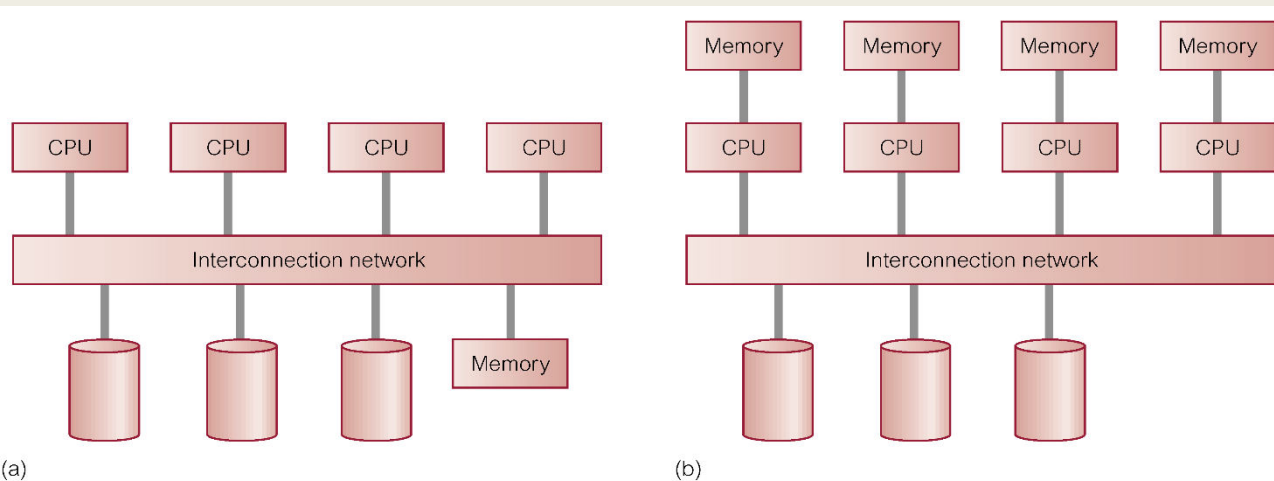 Memory Memory Memory Memory
CPU CPU CPU CPU CPU CPU CPU CPU
Interconnection network Interconnection network
Memory
(a) (b)